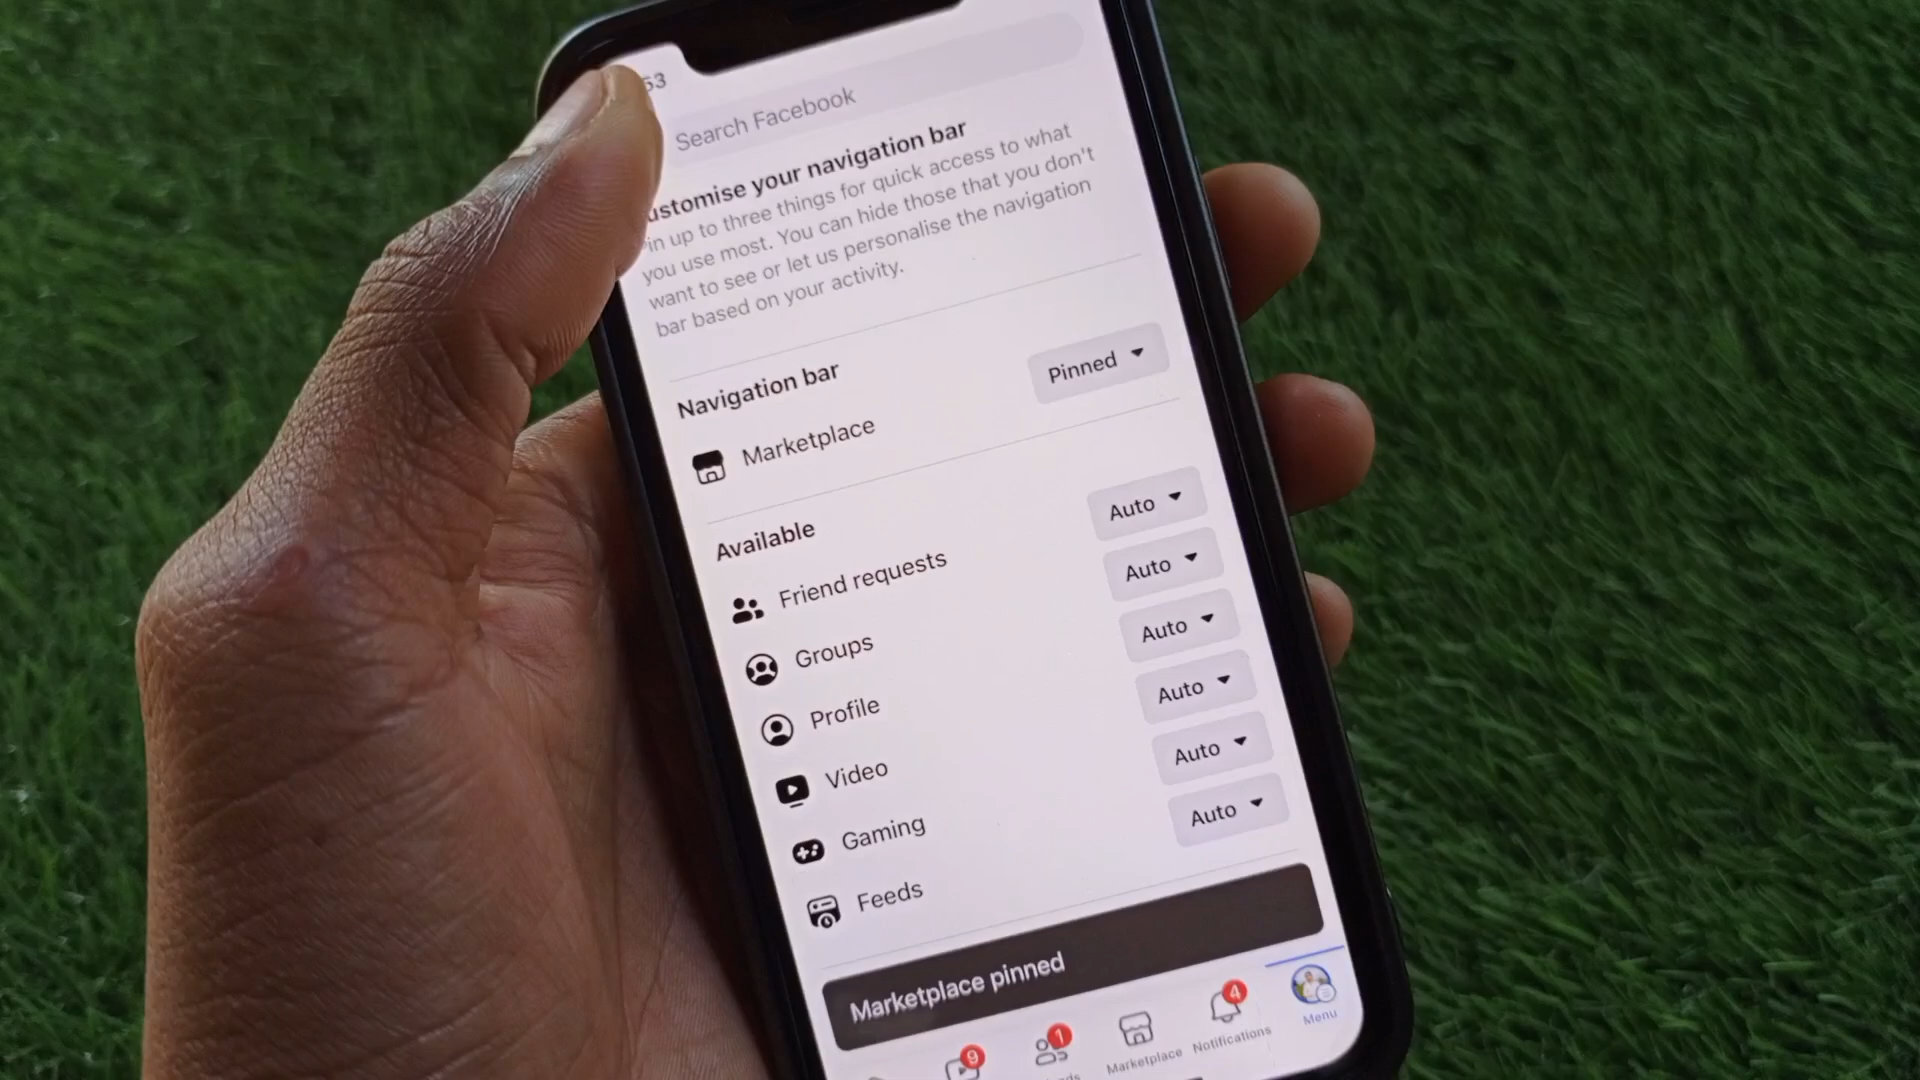 53
Search Facebook
ustomise your navigation bar
in up to three things for quick access to what
you use most. You can hide those that you don't
want to see or let us personalise the navigation
bar based on your activity.
Navigation bar
Pinned
Marketplace
Available
Auto
Friend requests
Auto
Groups
Auto
Profile
Auto
Video
Auto
Gaming
Auto
Feeds
Marketplace pinned
9
1
4
ds
Marketplace
Notifications
Menu